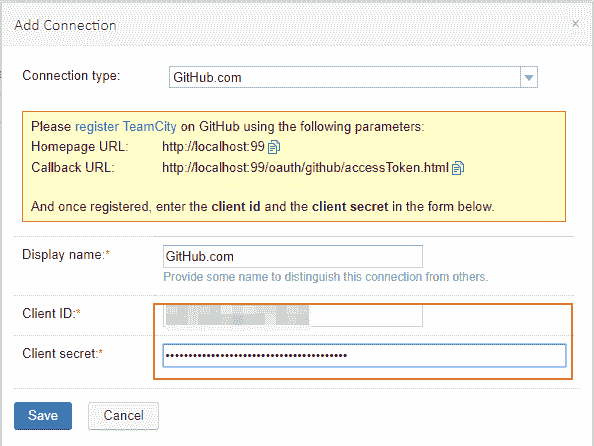 Add Connection
×
Connection type: GitHub.com
Please register TeamCity on GitHub using the following parameters:
Homepage URL: http://localhost:99
Callback URL: http://localhost:99/oauth/github/accessToken.html
And once registered, enter the client id and the client secret in the form below.
Display name:* GitHub.com
Provide some name to distinguish this connection from others.
Client ID:*
Client secret:* ••••••••••••••••••••••••••••••••••••••••
Save Cancel